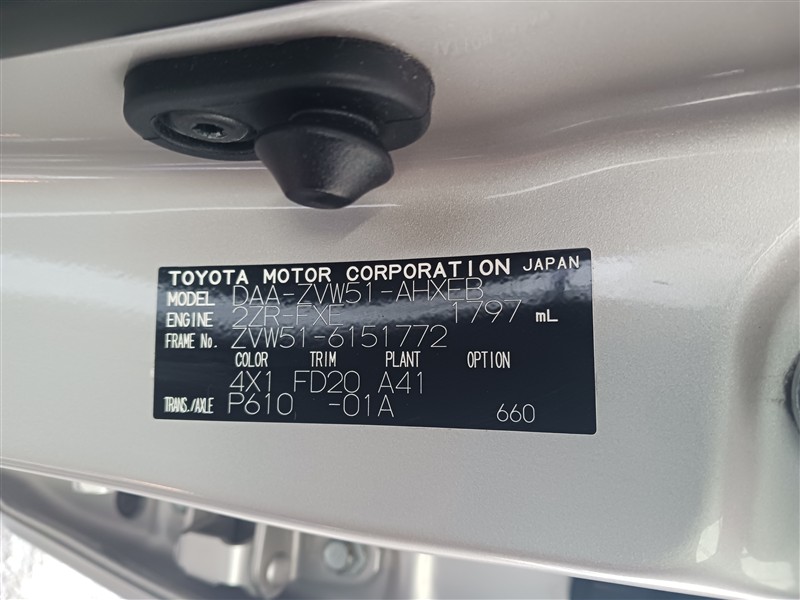 TOYOTA MOTOR CORPORATION JAPAN
MODEL DAA-ZVW51-AHXEB
ENGINE 2ZR-FXE 1797 mL
FRAME No. ZVW51-6151772
COLOR TRIM PLANT OPTION
4X1 FD20 A41
TRANS./AXLE P610 -01A 660